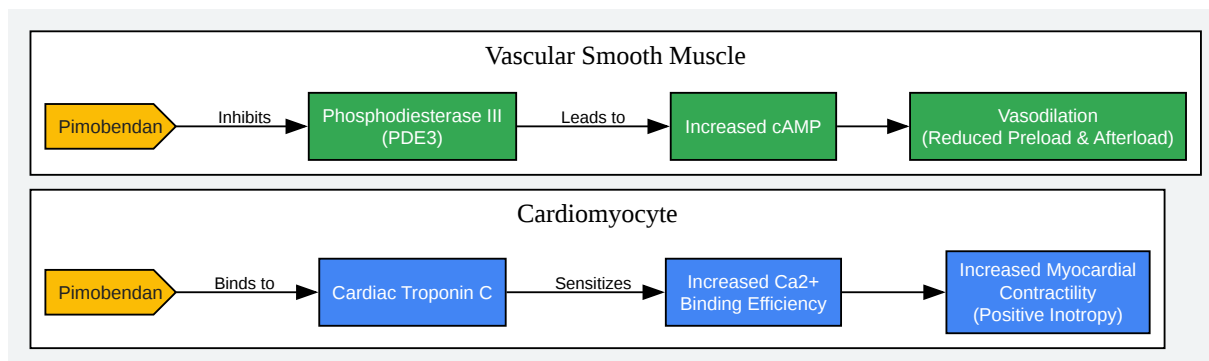 Vascular Smooth Muscle
Pimobendan
Inhibits
Phosphodiesterase III
(PDE3)
Leads to
Increased cAMP
Vasodilation
(Reduced Preload & Afterload)
Cardiomyocyte
Pimobendan
Binds to
Cardiac Troponin C
Sensitizes
Increased Ca2+
Binding Efficiency
Increased Myocardial
Contractility
(Positive Inotropy)